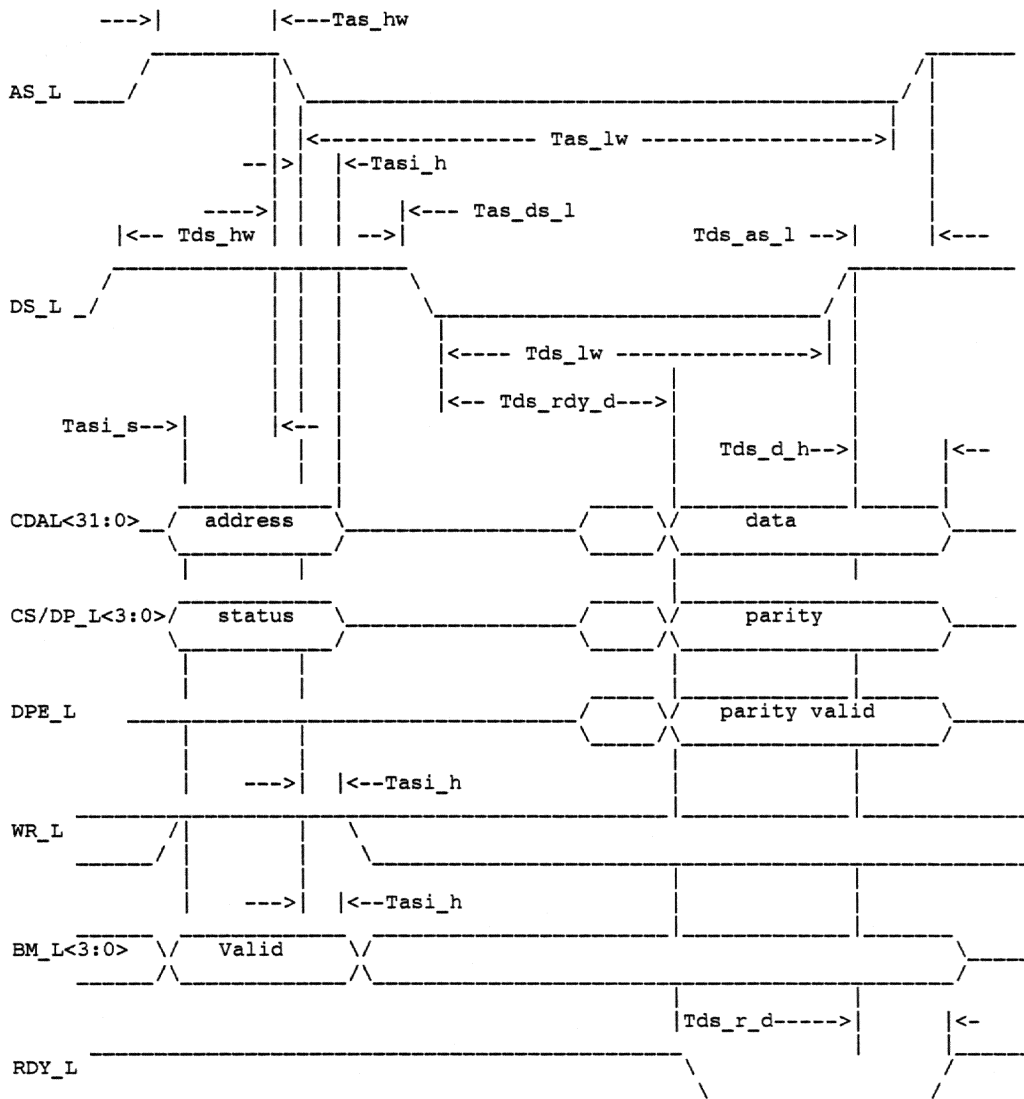 --->| |<---Tas_hw
AS_L
<---------------- Tas_lw ----------------->
-- >| |<-Tasi_h
---->
|<--- Tas_ds_l
|<-- Tds_hw -->| Tds_as_l -->| |<---
DS_L
|<---- Tds_lw ------------->|
|<-- Tds_rdy_d-->|
Tasi_s-->| |<--
Tds_d_h-->| |<--
CDAL<31:0> address data
CS/DP_L<3:0> status parity
DPE_L parity valid
--->| |<--Tasi_h
WR_L
--->| |<--Tasi_h
BM_L<3:0> Valid
|Tds_r_d----->| |<-
RDY_L